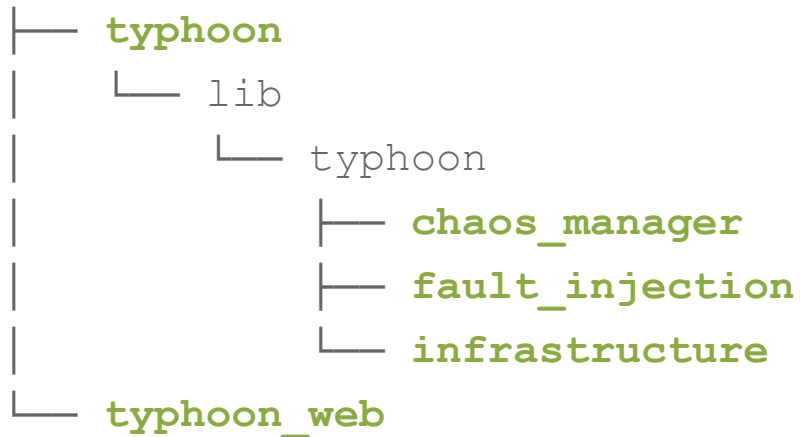 ├── typhoon
│   └── lib
│       └── typhoon
│           ├── chaos_manager
│           ├── fault_injection
│           └── infrastructure
└── typhoon_web